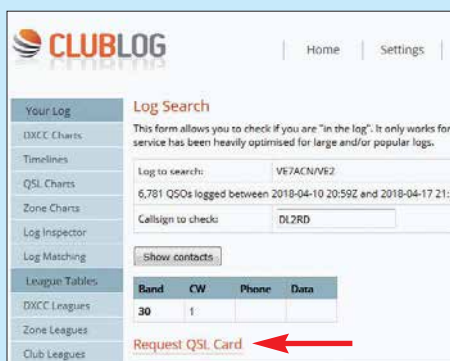 CLUBLOG
Home
Settings
Your Log
DXCC Charts
Timelines
QSL Charts
Zone Charts
Log Inspector
Log Matching
League Tables
DXCC Leagues
Zone Leagues
Club Leagues
Log Search
This form allows you to check if you are "in the log". It only works for
service has been heavily optimised for large and/or popular logs.
Log to search: VE7ACN/VE2
6,781 QSOs logged between 2018-04-10 20:59Z and 2018-04-17 21:
Callsign to check: DL2RD
Show contacts
Band CW Phone Data
30 1
Request QSL Card